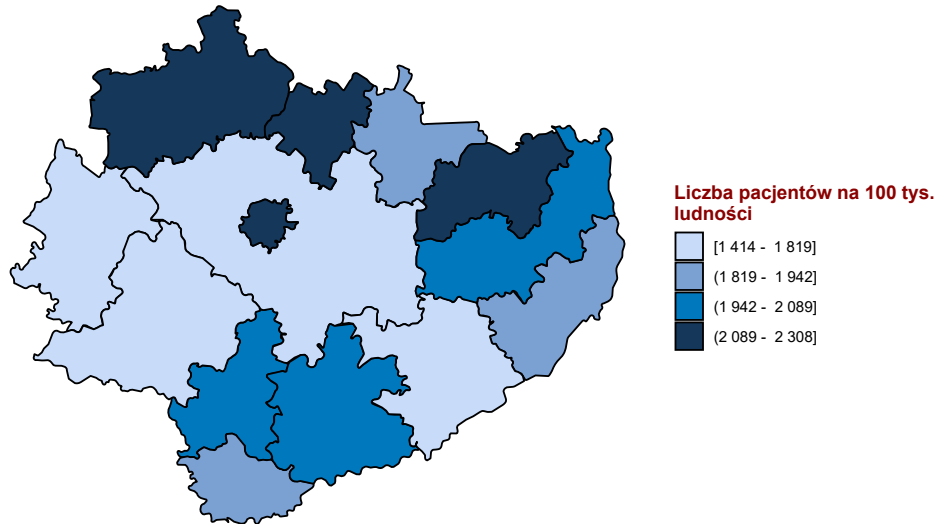 Liczba pacjentów na 100 tys.
ludności
[1 414 - 1 819]
(1 819 - 1 942]
(1 942 - 2 089]
(2 089 - 2 308]